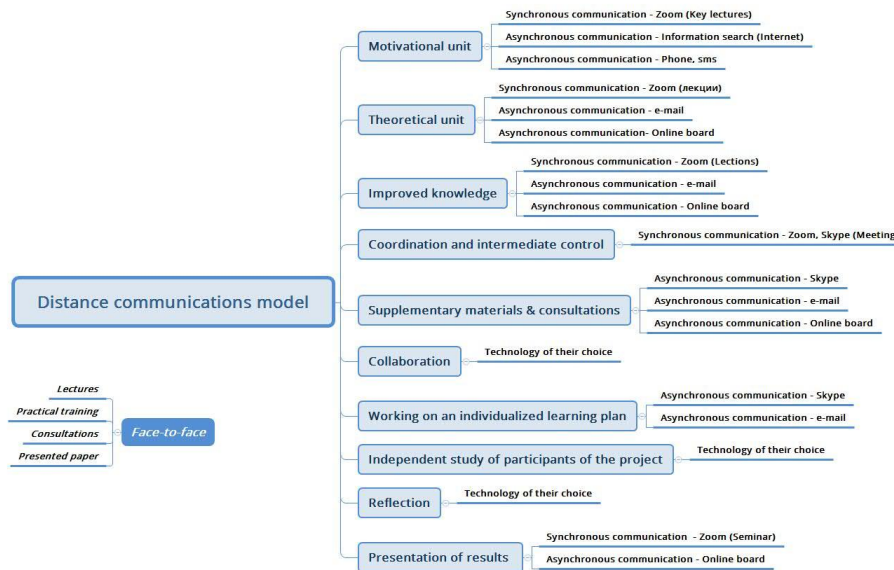 Distance communications model
Motivational unit
Synchronous communication - Zoom (Key lectures)
Asynchronous communication - Information search (Internet)
Asynchronous communication - Phone, sms
Theoretical unit
Synchronous communication - Zoom (лекции)
Asynchronous communication - e-mail
Asynchronous communication- Online board
Improved knowledge
Synchronous communication - Zoom (Lections)
Asynchronous communication - e-mail
Asynchronous communication - Online board
Coordination and intermediate control
Synchronous communication - Zoom, Skype (Meeting
Supplementary materials & consultations
Asynchronous communication - Skype
Asynchronous communication - e-mail
Asynchronous communication - Online board
Collaboration
Technology of their choice
Working on an individualized learning plan
Asynchronous communication - Skype
Asynchronous communication - e-mail
Independent study of participants of the project
Technology of their choice
Reflection
Technology of their choice
Presentation of results
Synchronous communication - Zoom (Seminar)
Asynchronous communication - Online board
Face-to-face
Lectures
Practical training
Consultations
Presented paper